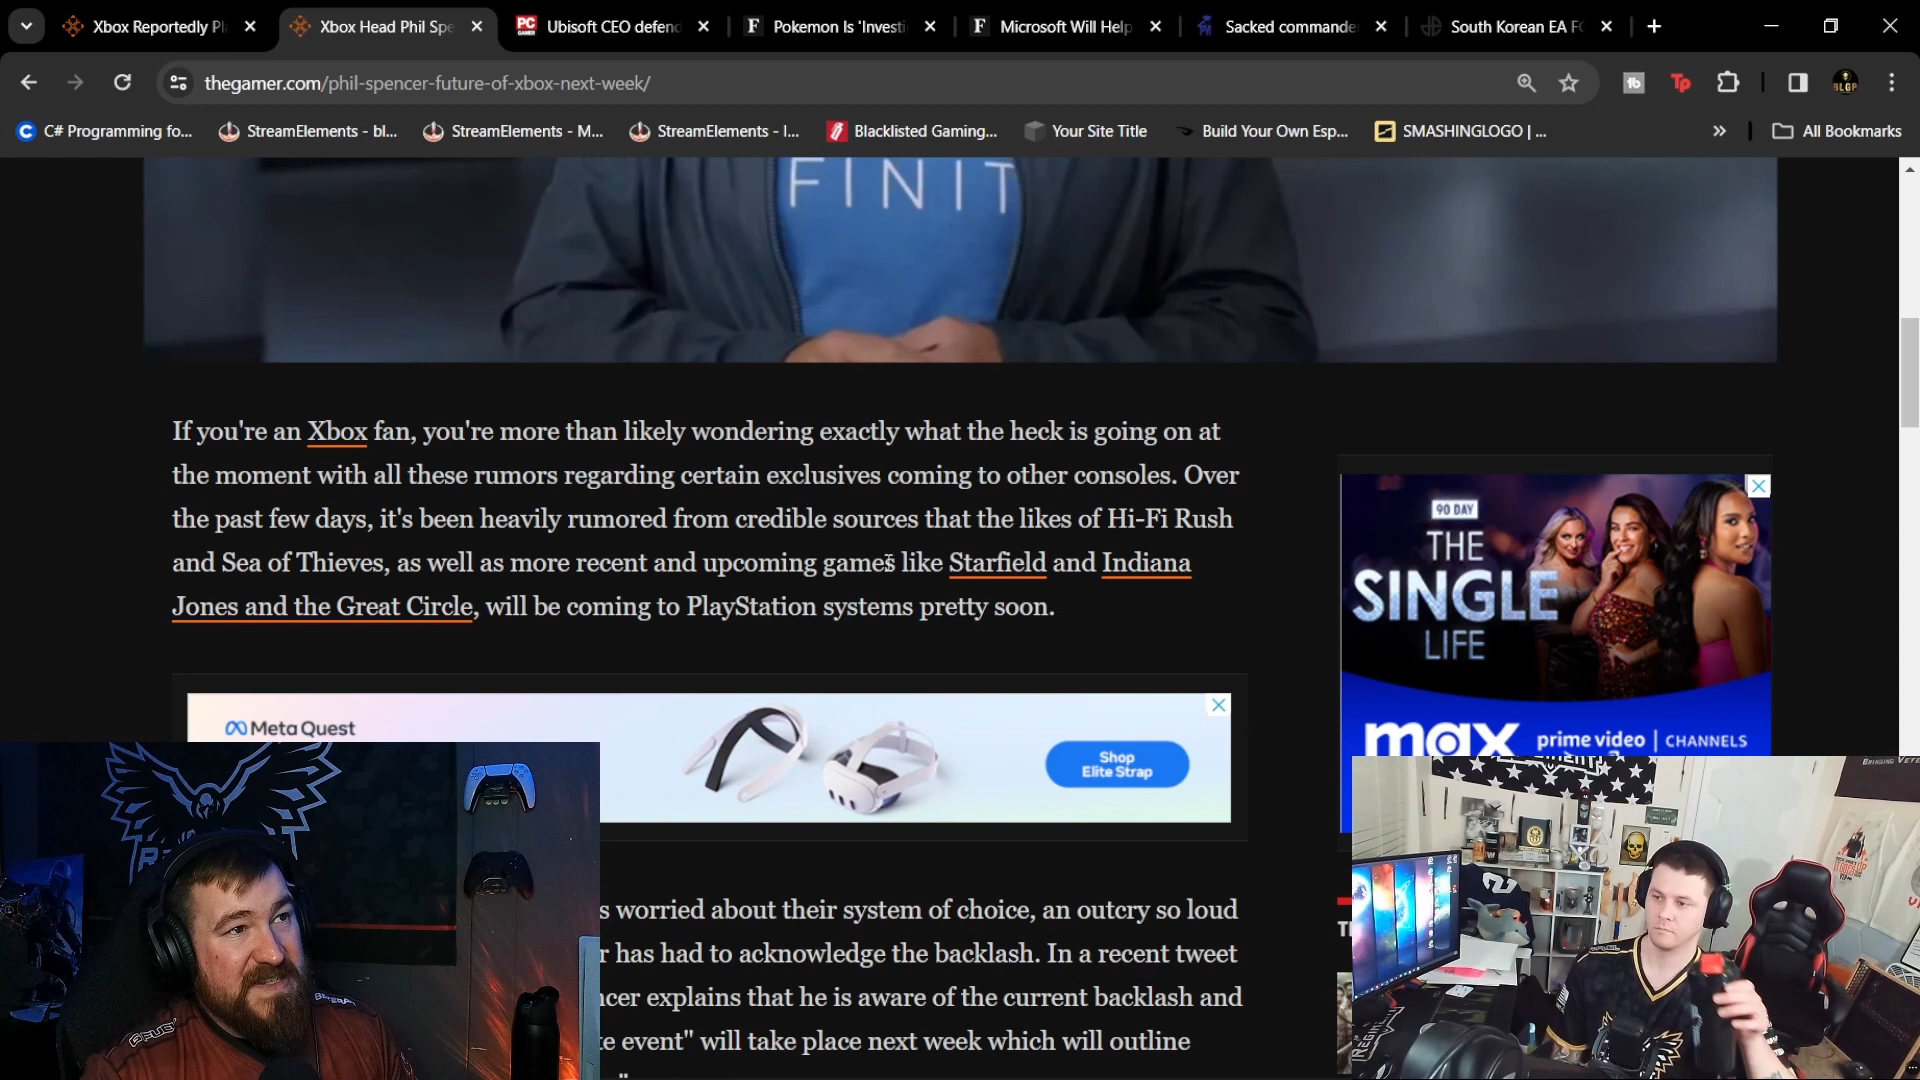 Xbox Reportedly Pl
Xbox Head Phil Spe
PC GAMER
Ubisoft CEO defend
F
Pokemon Is 'Investi
F
Microsoft Will Help
Sacked commande
South Korean EA FC
thegamer.com/phil-spencer-future-of-xbox-next-week/
tb
Tp
BLGP
C# Programming fo...
StreamElements - bl...
StreamElements - M...
StreamElements - I...
Blacklisted Gaming...
Your Site Title
Build Your Own Esp...
SMASHINGLOGO | ...
All Bookmarks
FINIT
If you're an Xbox fan, you're more than likely wondering exactly what the heck is going on at
the moment with all these rumors regarding certain exclusives coming to other consoles. Over
the past few days, it's been heavily rumored from credible sources that the likes of Hi-Fi Rush
and Sea of Thieves, as well as more recent and upcoming games like Starfield and Indiana
Jones and the Great Circle, will be coming to PlayStation systems pretty soon.
90 DAY
THE
SINGLE
LIFE
max prime video | CHANNELS
Meta Quest
Shop
Elite Strap
s worried about their system of choice, an outcry so loud
r has had to acknowledge the backlash. In a recent tweet
ncer explains that he is aware of the current backlash and
te event" will take place next week which will outline